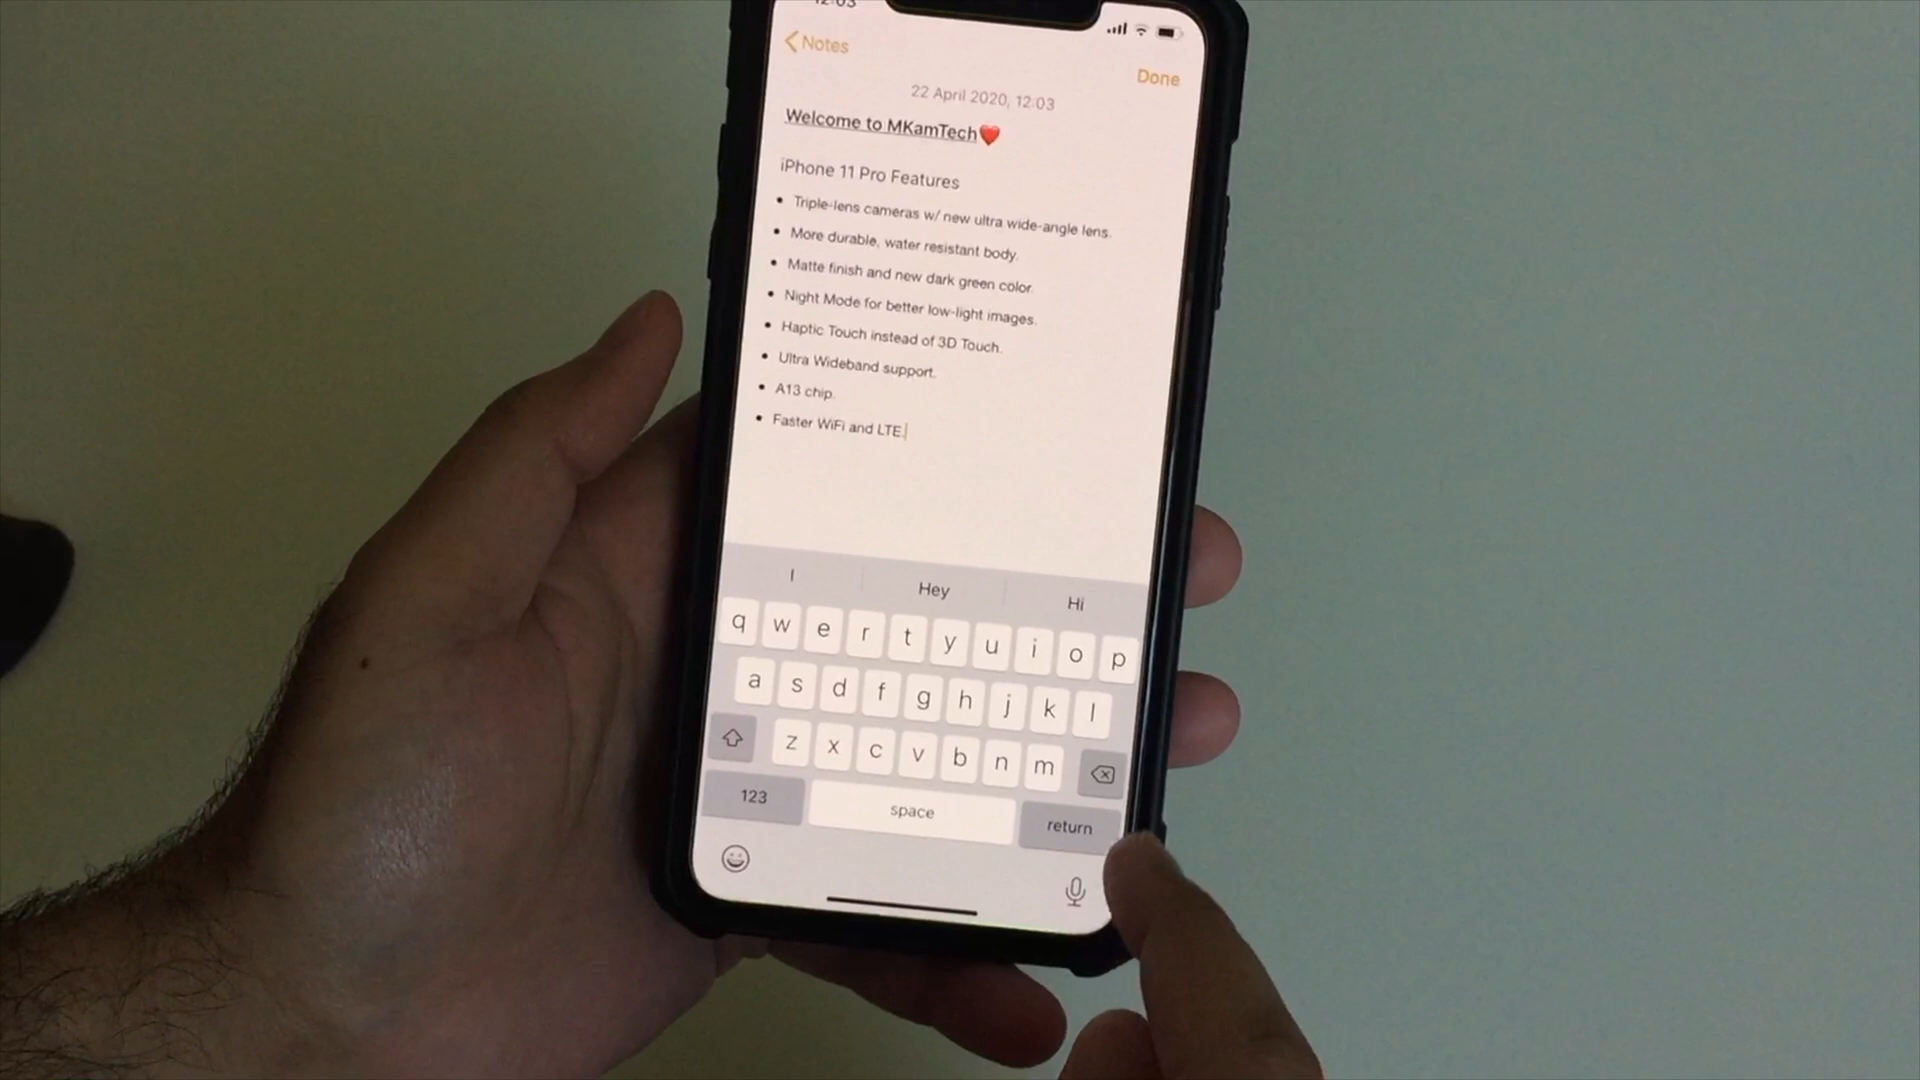 12:03
Notes
Done
22 April 2020, 12:03
Welcome to MKamTech❤️
iPhone 11 Pro Features
• Triple-lens cameras w/ new ultra wide-angle lens.
• More durable, water resistant body.
• Matte finish and new dark green color.
• Night Mode for better low-light images.
• Haptic Touch instead of 3D Touch.
• Ultra Wideband support.
• A13 chip.
• Faster WiFi and LTE.
I Hey Hi
q w e r t y u i o p
a s d f g h j k l
z x c v b n m
123 space return